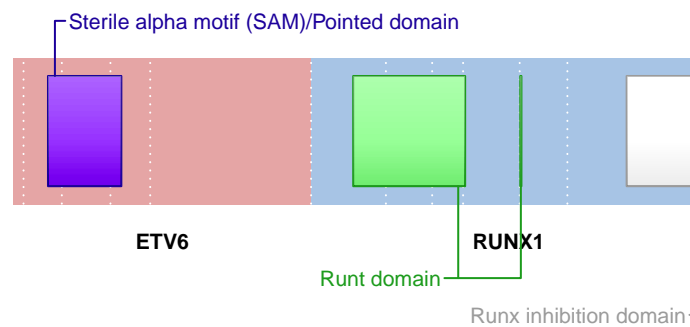 Sterile alpha motif (SAM)/Pointed domain
ETV6
RUNX1
Runt domain
Runx inhibition domain